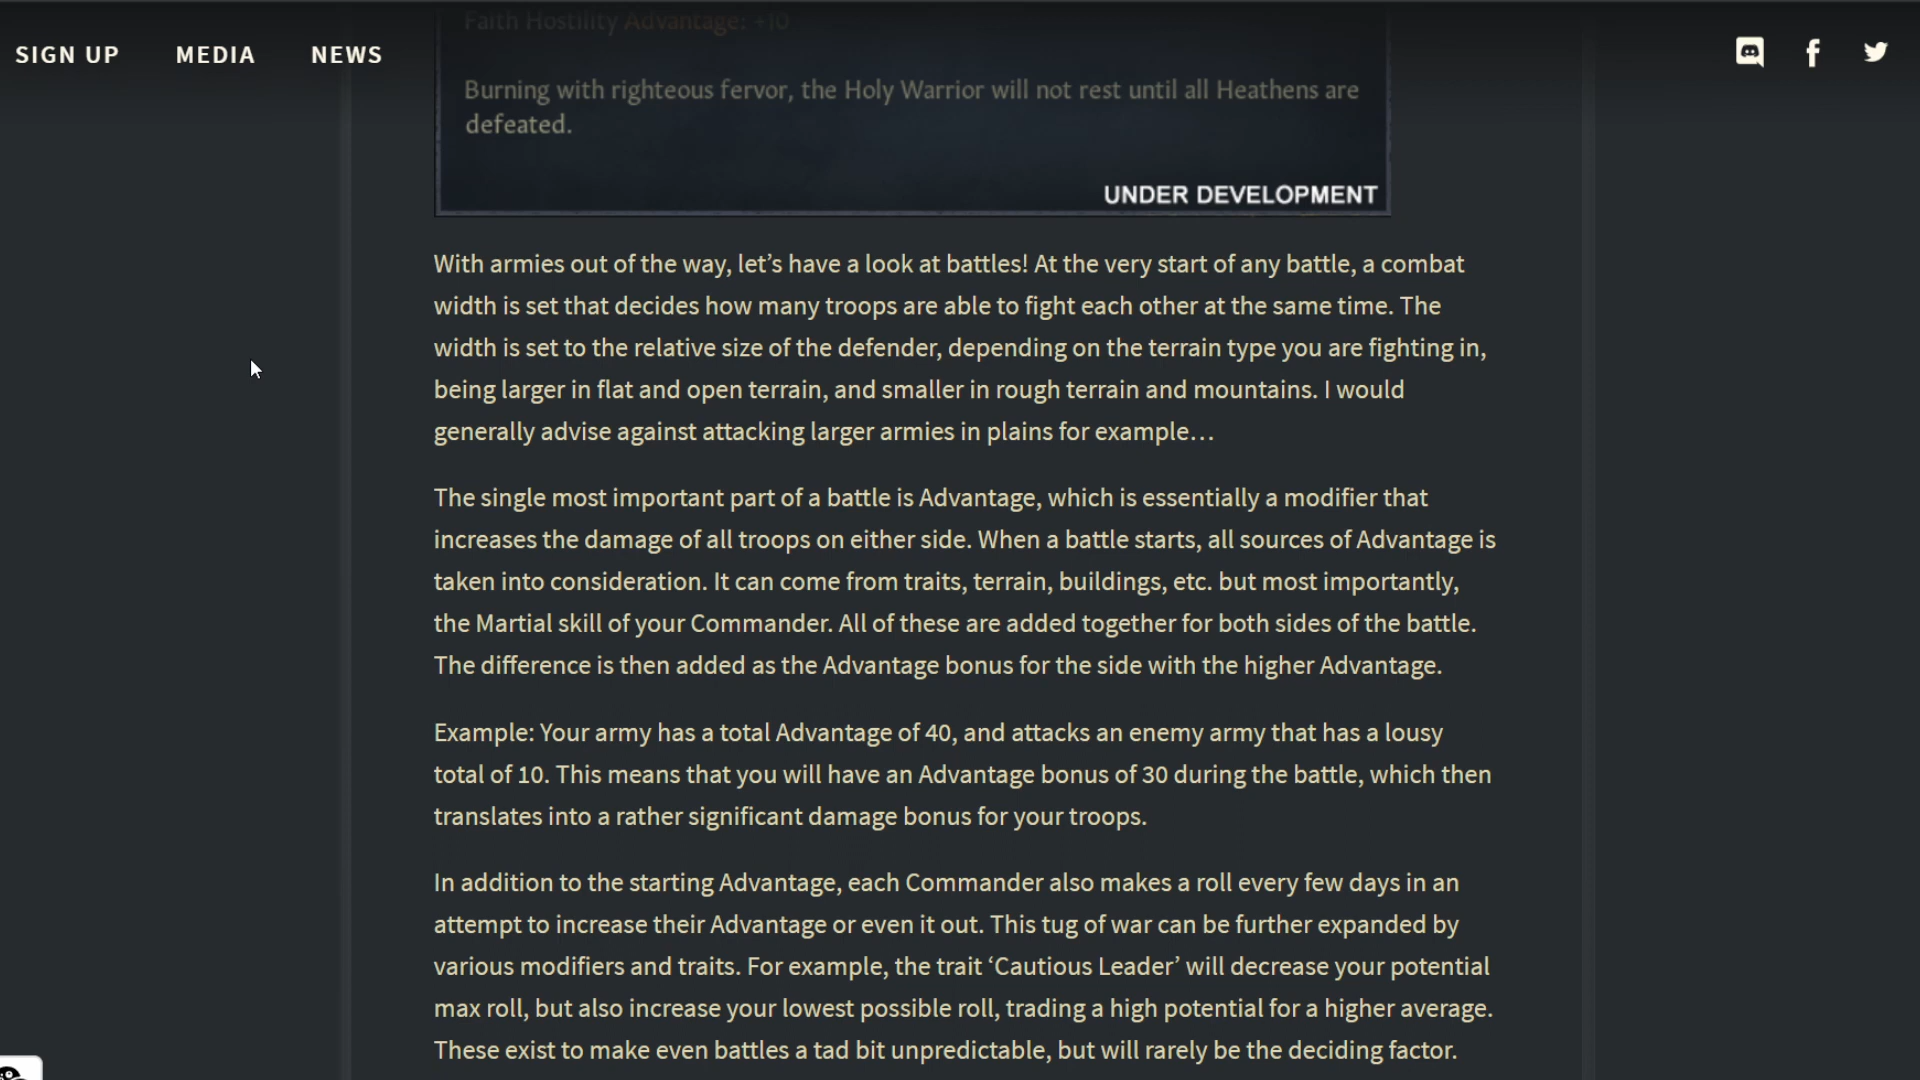 Faith Hostility Advantage: +10
SIGN UP MEDIA NEWS
Burning with righteous fervor, the Holy Warrior will not rest until all Heathens are
defeated.
UNDER DEVELOPMENT
With armies out of the way, let’s have a look at battles! At the very start of any battle, a combat
width is set that decides how many troops are able to fight each other at the same time. The
width is set to the relative size of the defender, depending on the terrain type you are fighting in,
being larger in flat and open terrain, and smaller in rough terrain and mountains. I would
generally advise against attacking larger armies in plains for example…
The single most important part of a battle is Advantage, which is essentially a modifier that
increases the damage of all troops on either side. When a battle starts, all sources of Advantage is
taken into consideration. It can come from traits, terrain, buildings, etc. but most importantly,
the Martial skill of your Commander. All of these are added together for both sides of the battle.
The difference is then added as the Advantage bonus for the side with the higher Advantage.
Example: Your army has a total Advantage of 40, and attacks an enemy army that has a lousy
total of 10. This means that you will have an Advantage bonus of 30 during the battle, which then
translates into a rather significant damage bonus for your troops.
In addition to the starting Advantage, each Commander also makes a roll every few days in an
attempt to increase their Advantage or even it out. This tug of war can be further expanded by
various modifiers and traits. For example, the trait ‘Cautious Leader’ will decrease your potential
max roll, but also increase your lowest possible roll, trading a high potential for a higher average.
These exist to make even battles a tad bit unpredictable, but will rarely be the deciding factor.